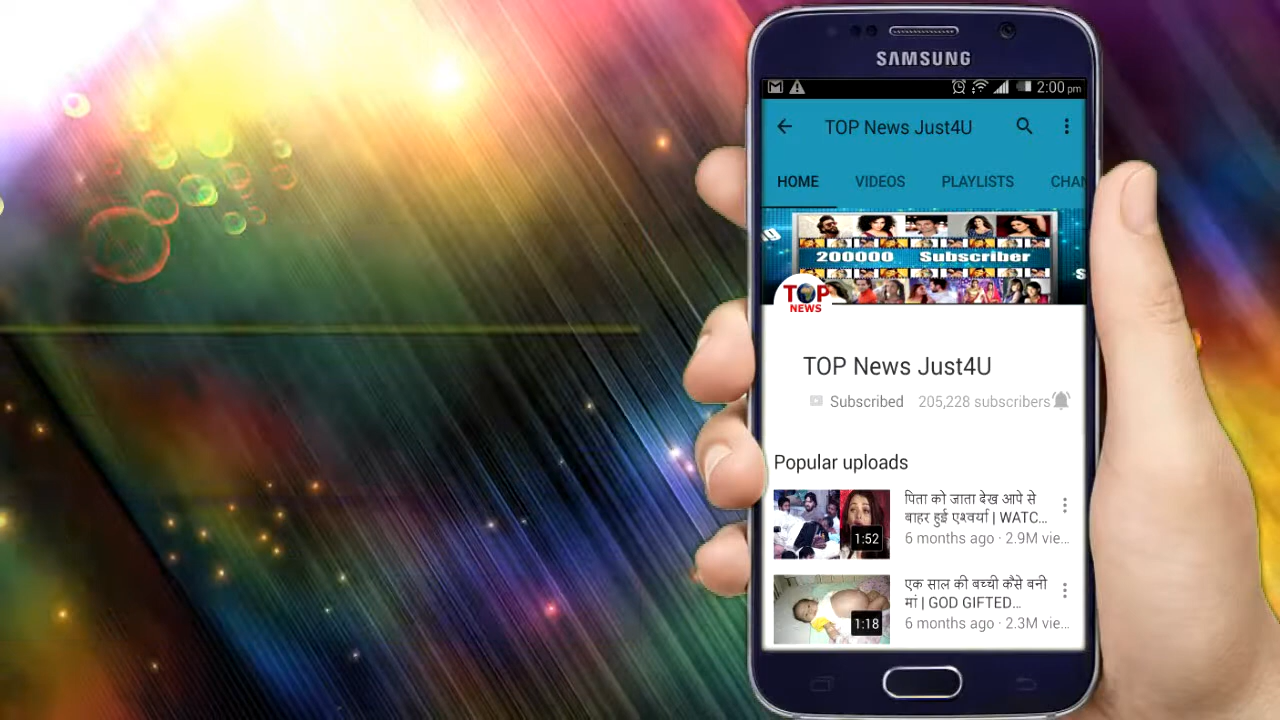 SAMSUNG
2:00 pm
TOP News Just4U
HOME VIDEOS PLAYLISTS CHAN
200000 Subscriber
TOP
NEWS
TOP News Just4U
Subscribed 205,228 subscribers
Popular uploads
पिता को जाता देख आपे से
बाहर हुई एश्वर्या | WATC...
1:52
6 months ago · 2.9M vie...
एक साल की बच्ची कैसे बनी
मां | GOD GIFTED...
1:18
6 months ago · 2.3M vie...